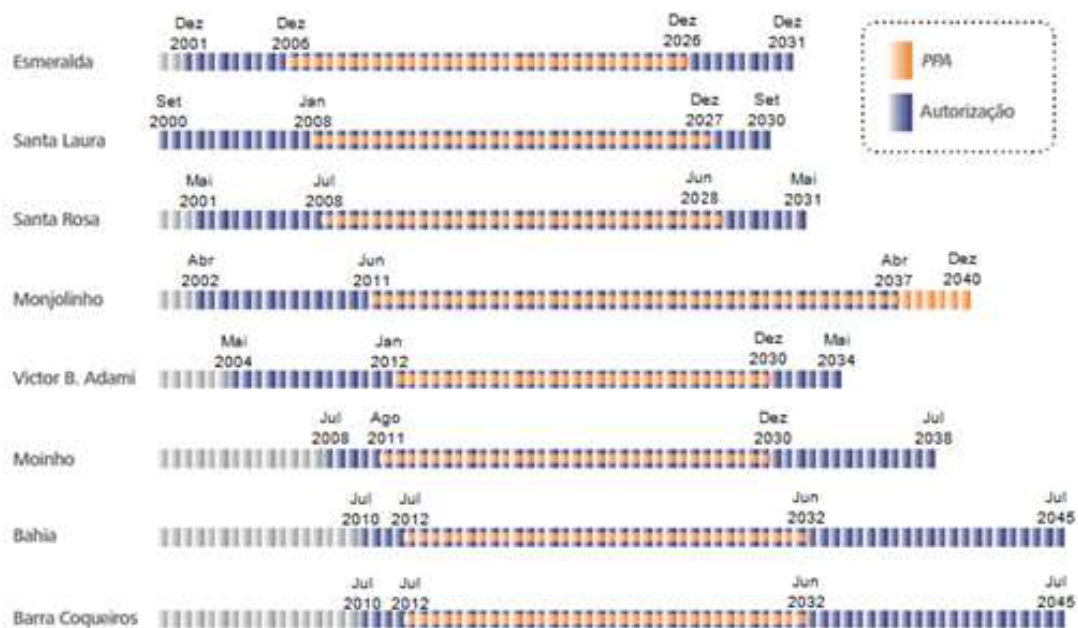 Dez Dez Dez Dez
2001 2006 2026 2031
Esmeralda
PPA
Autorização
Set Jan Dez Set
2000 2008 2027 2030
Santa Laura
Mai Jul Jun Mai
2001 2008 2028 2031
Santa Rosa
Abr Jun Abr Dez
2002 2011 2037 2040
Monjolinho
Mai Jan Dez Mai
2004 2012 2030 2034
Victor B. Adami
Jul Ago Dez Jul
2008 2011 2030 2038
Moinho
Jul Jul Jun Jul
2010 2012 2032 2045
Bahia
Jul Jul Jun Jul
2010 2012 2032 2045
Barra Coqueiros